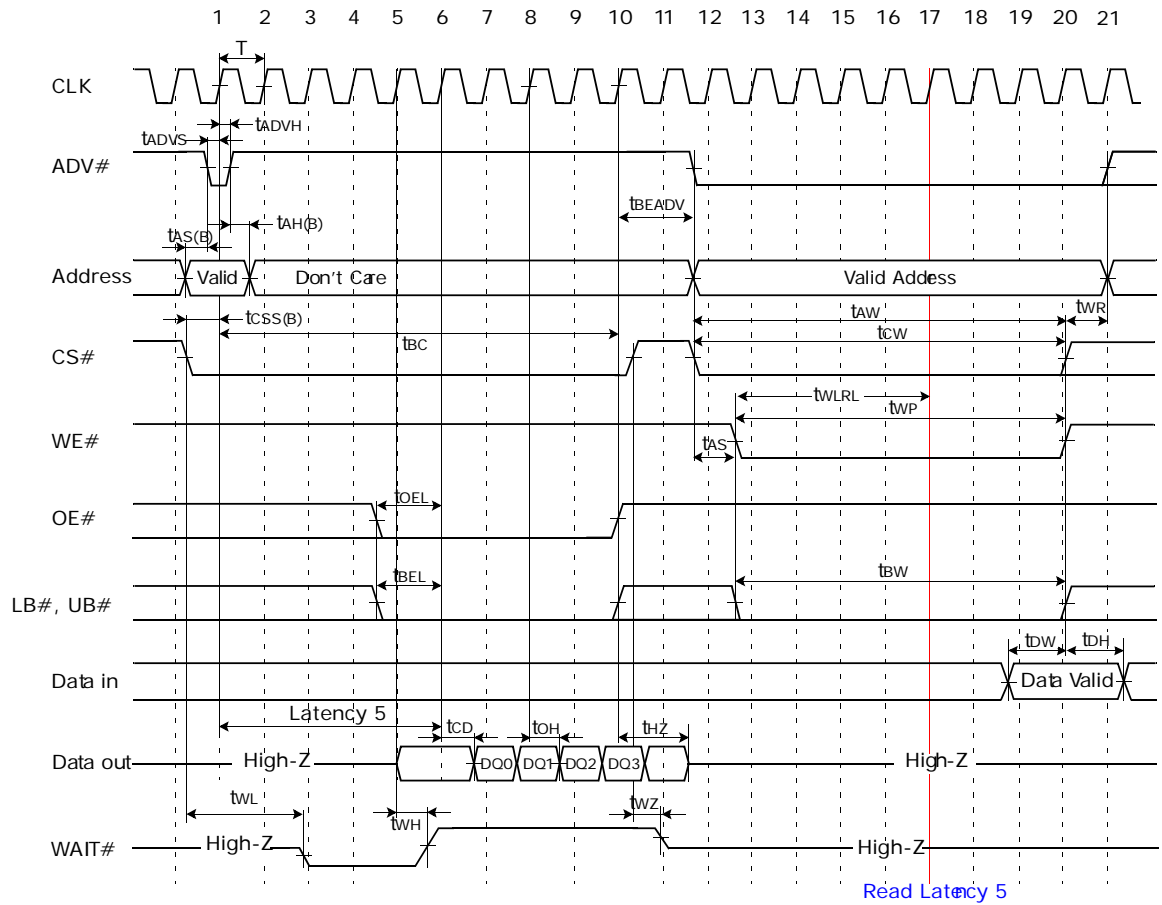 1 2 3 4 5 6 7 8 9 10 11 12 13 14 15 16 17 18 19 20 21
T
CLK
tADVH
tADVS
ADV#
tBEADV
tAH(B)
tAS(B)
Address Valid Don't Care Valid Address
tCSS(B) tAW tWR
tBC tCW
CS#
tWLRL
tWP
WE# tAS
tOEL
OE#
tBEL tBW
LB#, UB#
tDW tDH
Data in Data Valid
Latency 5 tCD tOH tHZ
Data out High-Z DQ0 DQ1 DQ2 DQ3 High-Z
tWL tWH tWZ
WAIT# High-Z High-Z
Read Latency 5